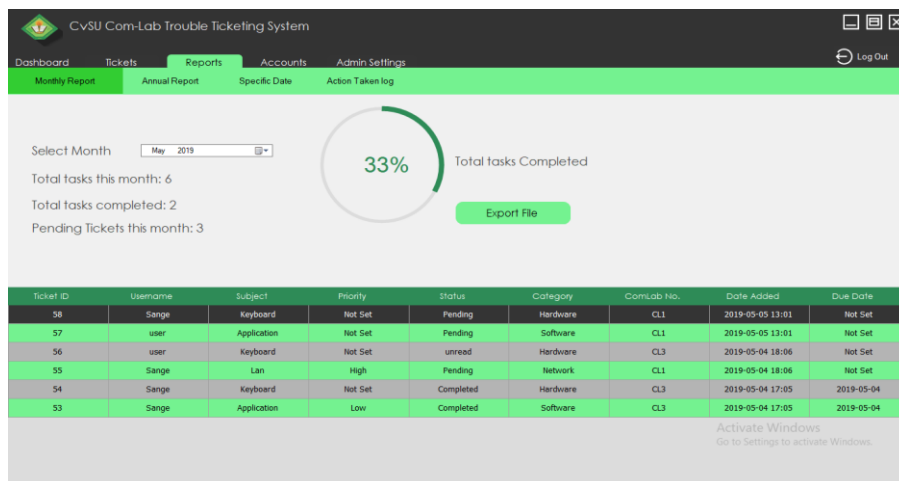 CvSU Com-Lab Trouble Ticketing System
Dashboard Tickets Reports Accounts Admin Settings Log Out
Monthly Report Annual Report Specific Date Action Taken log
Select Month May 2019
Total tasks this month: 6
Total tasks completed: 2
Pending Tickets this month: 3
33%
Total tasks Completed
Export File
Ticket ID Username Subject Priority Status Category ComLab No. Date Added Due Date
58 Sange Keyboard Not Set Pending Hardware CL1 2019-05-05 13:01 Not Set
57 user Application Not Set Pending Software CL1 2019-05-05 13:01 Not Set
56 user Keyboard Not Set unread Hardware CL3 2019-05-04 18:06 Not Set
55 Sange Lan High Pending Network CL1 2019-05-04 18:06 Not Set
54 Sange Keyboard Not Set Completed Hardware CL3 2019-05-04 17:05 2019-05-04
53 Sange Application Low Completed Software CL3 2019-05-04 17:05 2019-05-04
Activate Windows
Go to Settings to activate Windows.